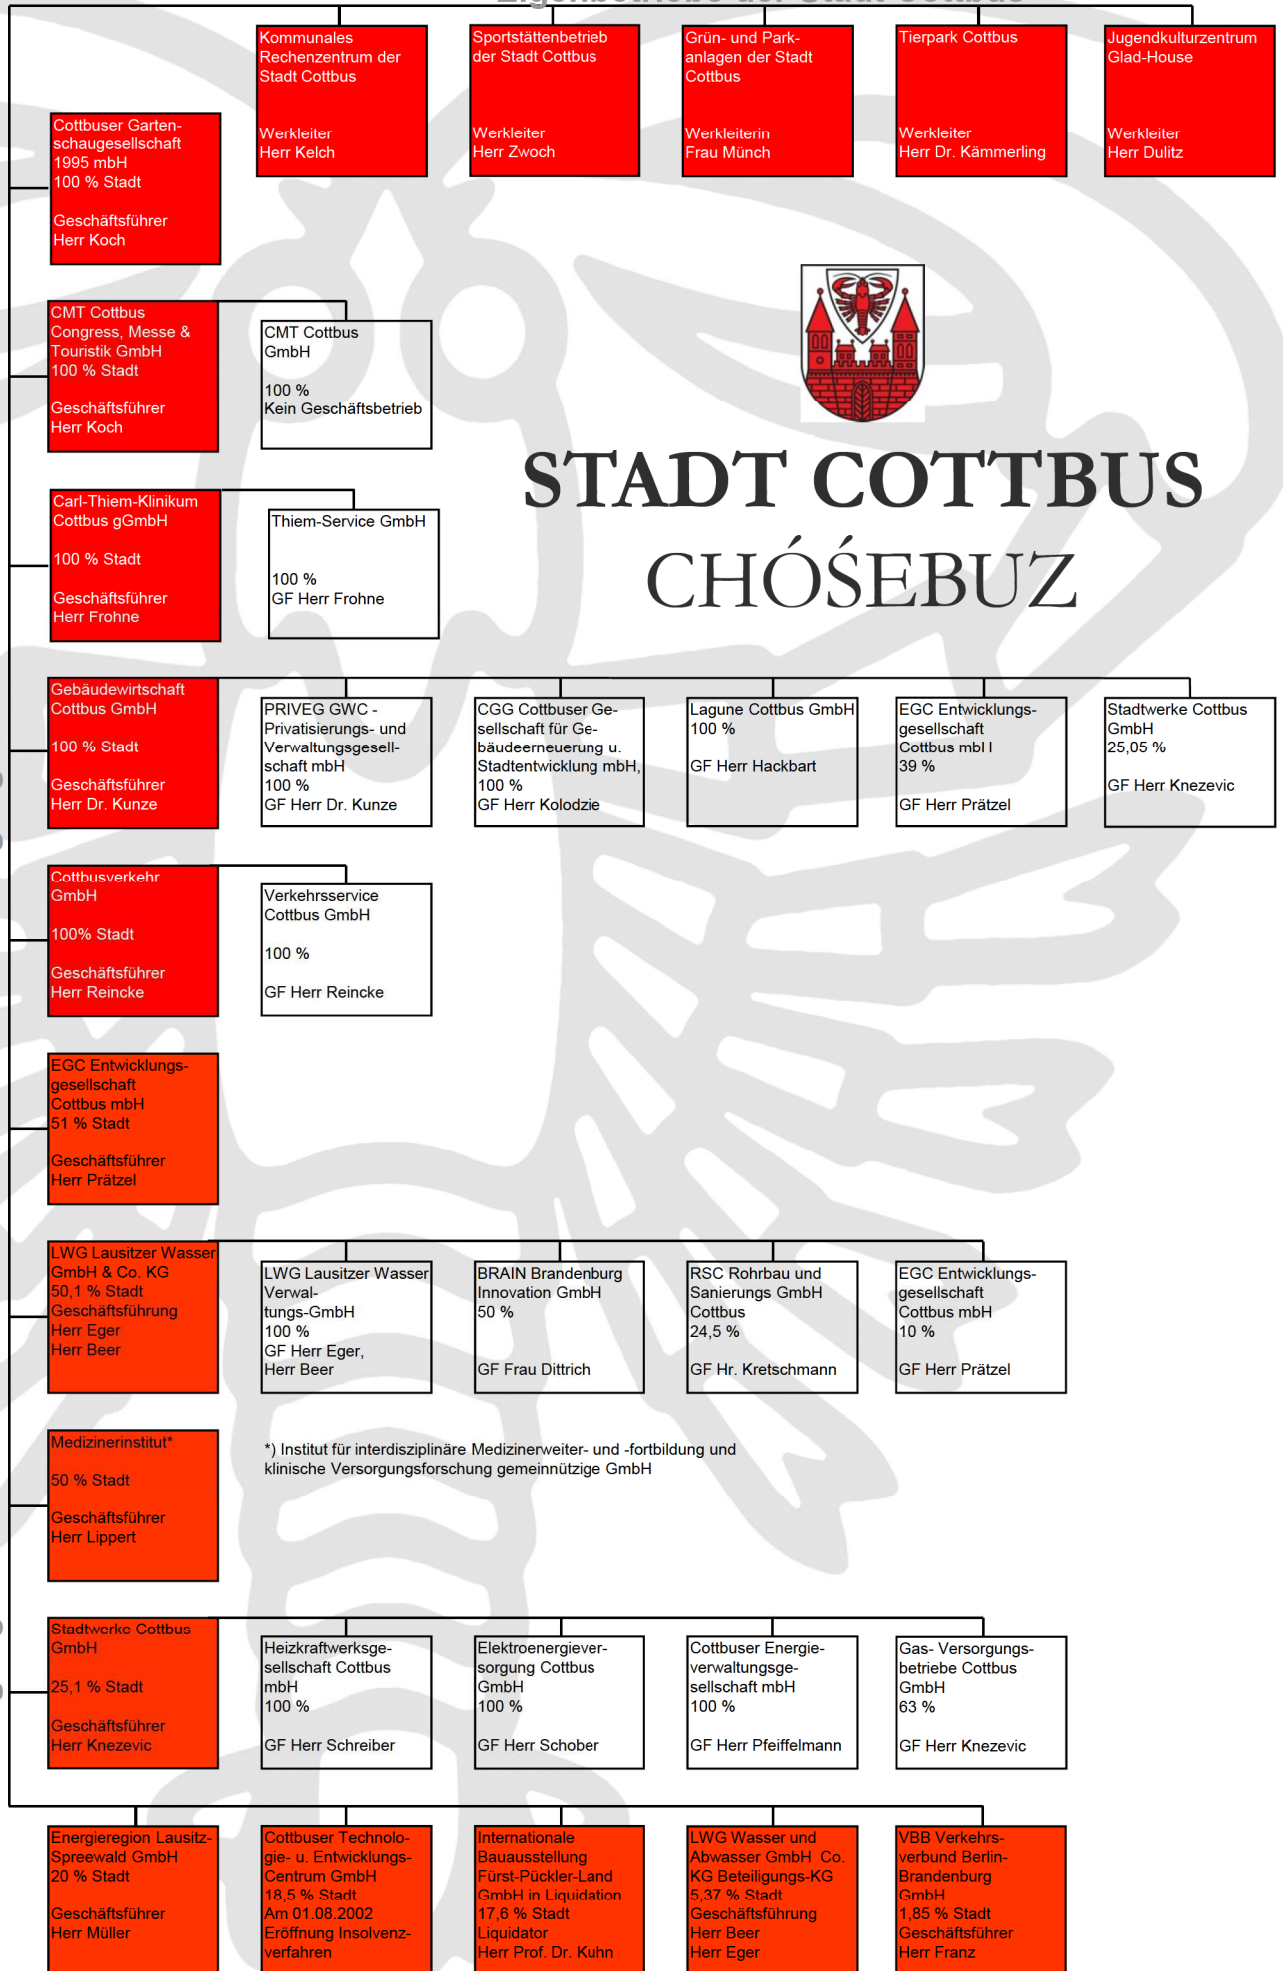 Eigenbetriebe der Stadt Cottbus
Kommunales
Rechenzentrum der
Stadt Cottbus
Werkleiter
Herr Kelch
Sportstättenbetrieb
der Stadt Cottbus
Werkleiter
Herr Zwoch
Grün- und Park-
anlagen der Stadt
Cottbus
Werkleiterin
Frau Münch
Tierpark Cottbus
Werkleiter
Herr Dr. Kämmerling
Jugendkulturzentrum
Glad-House
Werkleiter
Herr Dulitz
Cottbuser Garten-
schaugesellschaft
1995 mbH
100 % Stadt
Geschäftsführer
Herr Koch
CMT Cottbus
Congress, Messe &
Touristik GmbH
100 % Stadt
Geschäftsführer
Herr Koch
CMT Cottbus
GmbH
100 %
Kein Geschäftsbetrieb
STADT COTTBUS
CHÓŚEBUZ
Carl-Thiem-Klinikum
Cottbus gGmbH
100 % Stadt
Geschäftsführer
Herr Frohne
Thiem-Service GmbH
100 %
GF Herr Frohne
Gebäudewirtschaft
Cottbus GmbH
100 % Stadt
Geschäftsführer
Herr Dr. Kunze
PRIVEG GWC -
Privatisierungs- und
Verwaltungsgesell-
schaft mbH
100 %
GF Herr Dr. Kunze
CGG Cottbuser Ge-
sellschaft für Ge-
bäudeerneuerung u.
Stadtentwicklung mbH,
100 %
GF Herr Kolodzie
Lagune Cottbus GmbH
100 %
GF Herr Hackbart
EGC Entwicklungs-
gesellschaft
Cottbus mbH
39 %
GF Herr Prätzel
Stadtwerke Cottbus
GmbH
25,05 %
GF Herr Knezevic
Cottbusverkehr
GmbH
100% Stadt
Geschäftsführer
Herr Reincke
Verkehrsservice
Cottbus GmbH
100 %
GF Herr Reincke
EGC Entwicklungs-
gesellschaft
Cottbus mbH
51 % Stadt
Geschäftsführer
Herr Prätzel
LWG Lausitzer Wasser
GmbH & Co. KG
50,1 % Stadt
Geschäftsführung
Herr Eger
Herr Beer
LWG Lausitzer Wasser
Verwal-
tungs-GmbH
100 %
GF Herr Eger,
Herr Beer
BRAIN Brandenburg
Innovation GmbH
50 %
GF Frau Dittrich
RSC Rohrbau und
Sanierungs GmbH
Cottbus
24,5 %
GF Hr. Kretschmann
EGC Entwicklungs-
gesellschaft
Cottbus mbH
10 %
GF Herr Prätzel
Medizinerinstitut*
50 % Stadt
Geschäftsführer
Herr Lippert
*) Institut für interdisziplinäre Medizinerweiter- und -fortbildung und
klinische Versorgungsforschung gemeinnützige GmbH
Stadtwerke Cottbus
GmbH
25,1 % Stadt
Geschäftsführer
Herr Knezevic
Heizkraftwerksge-
sellschaft Cottbus
mbH
100 %
GF Herr Schreiber
Elektroenergiever-
sorgung Cottbus
GmbH
100 %
GF Herr Schober
Cottbuser Energie-
verwaltungsge-
sellschaft mbH
100 %
GF Herr Pfeiffelmann
Gas- Versorgungs-
betriebe Cottbus
GmbH
63 %
GF Herr Knezevic
Energieregion Lausitz-
Spreewald GmbH
20 % Stadt
Geschäftsführer
Herr Müller
Cottbuser Technolo-
gie- u. Entwicklungs-
Centrum GmbH
18,5 % Stadt
Am 01.08.2002
Eröffnung Insolvenz-
verfahren
Internationale
Bauausstellung
Fürst-Pückler-Land
GmbH in Liquidation
17,6 % Stadt
Liquidator
Herr Prof. Dr. Kuhn
LWG Wasser und
Abwasser GmbH Co.
KG Beteiligungs-KG
5,37 % Stadt
Geschäftsführung
Herr Beer
Herr Eger
VBB Verkehrs-
verbund Berlin-
Brandenburg
GmbH
1,85 % Stadt
Geschäftsführer
Herr Franz